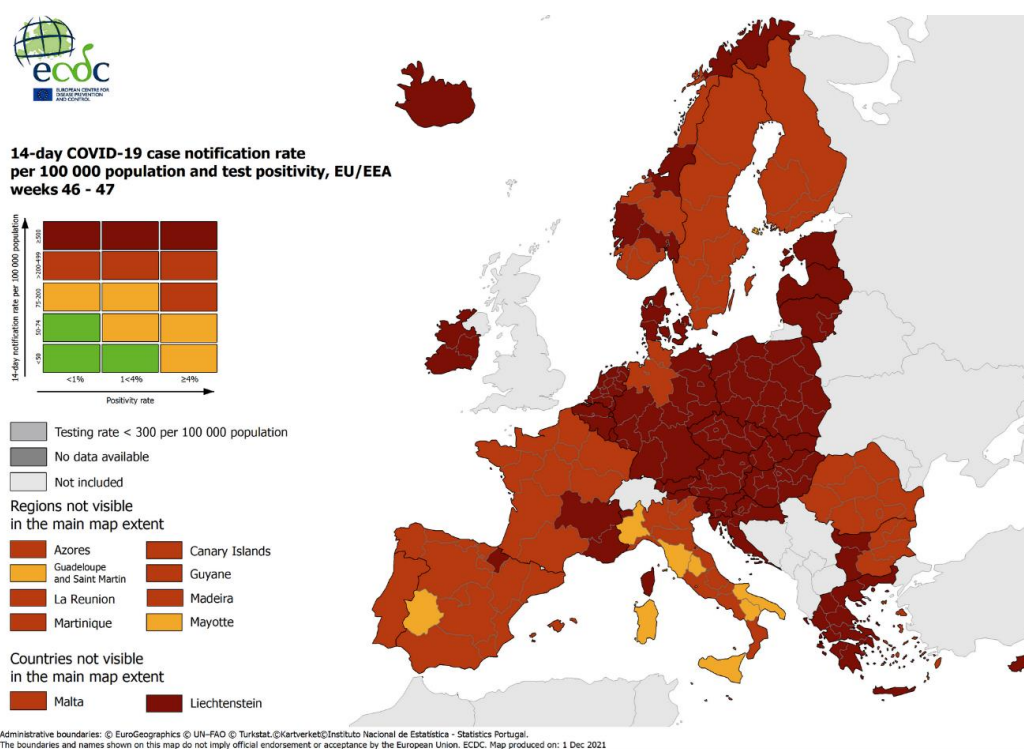 ecdc
EUROPEAN CENTRE FOR
DISEASE PREVENTION
AND CONTROL
14-day COVID-19 case notification rate
per 100 000 population and test positivity, EU/EEA
weeks 46 - 47
14-day notification rate per 100 000 population
≥500
>200-499
75-200
50-74
<50
<1%
1<4%
≥4%
Positivity rate
Testing rate < 300 per 100 000 population
No data available
Not included
Regions not visible
in the main map extent
Azores
Canary Islands
Guadeloupe
and Saint Martin
Guyane
La Reunion
Madeira
Martinique
Mayotte
Countries not visible
in the main map extent
Malta
Liechtenstein
Administrative boundaries: © EuroGeographics © UN–FAO © Turkstat.©Kartverket©Instituto Nacional de Estatística - Statistics Portugal.
The boundaries and names shown on this map do not imply official endorsement or acceptance by the European Union. ECDC. Map produced on: 1 Dec 2021